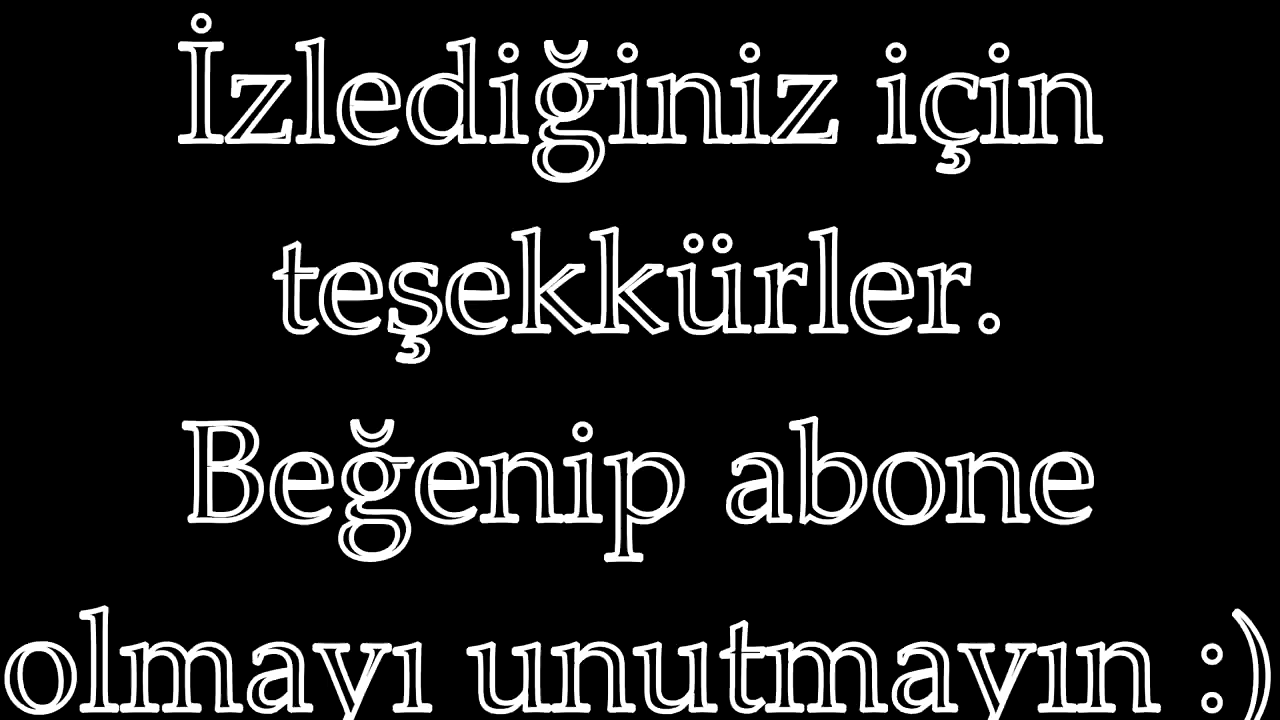 İzlediğiniz için
teşekkürler.
Beğenip abone
olmayı unutmayın :)